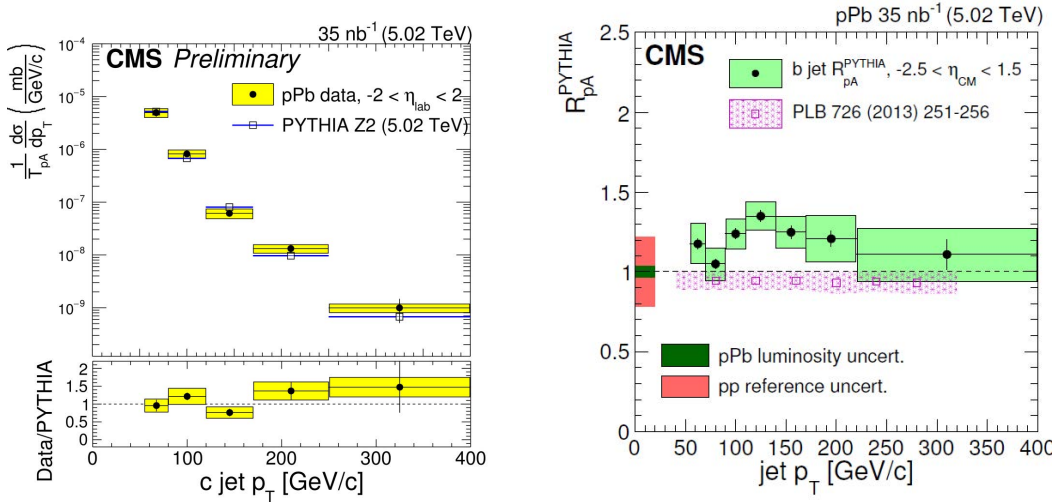 35 nb⁻¹ (5.02 TeV)
CMS Preliminary
pPb data, -2 < η_lab < 2
PYTHIA Z2 (5.02 TeV)
1/T_pA dσ/dp_T (mb/GeV/c)
10⁻⁴
10⁻⁵
10⁻⁶
10⁻⁷
10⁻⁸
10⁻⁹
Data/PYTHIA
2
1.5
1
0.5
0
0 100 200 300 400
c jet p_T [GeV/c]
pPb 35 nb⁻¹ (5.02 TeV)
CMS
b jet R_pA^PYTHIA, -2.5 < η_CM < 1.5
PLB 726 (2013) 251-256
R_pA^PYTHIA
2.5
2
1.5
1
0.5
0
pPb luminosity uncert.
pp reference uncert.
0 50 100 150 200 250 300 350 400
jet p_T [GeV/c]